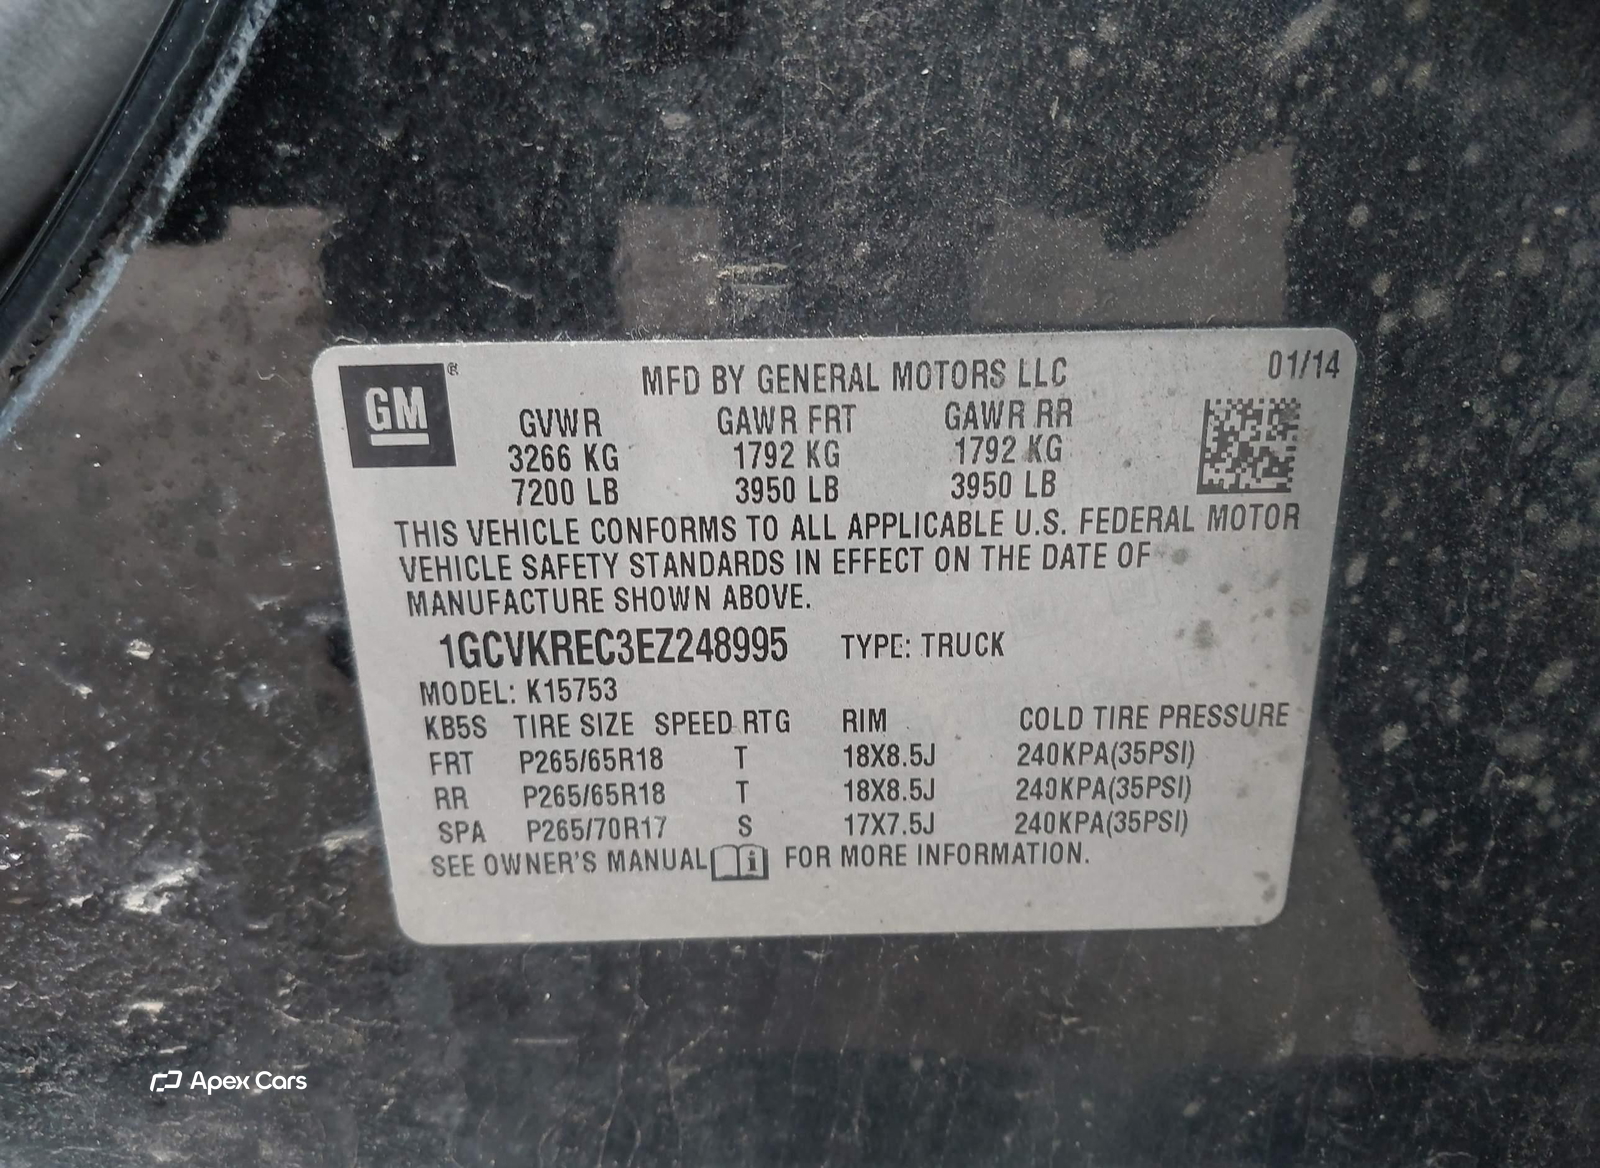 GM ® MFD BY GENERAL MOTORS LLC 01/14
GVWR GAWR FRT GAWR RR
3266 KG 1792 KG 1792 KG
7200 LB 3950 LB 3950 LB
THIS VEHICLE CONFORMS TO ALL APPLICABLE U.S. FEDERAL MOTOR
VEHICLE SAFETY STANDARDS IN EFFECT ON THE DATE OF
MANUFACTURE SHOWN ABOVE.
1GCVKREC3EZ248995 TYPE: TRUCK
MODEL: K15753
KB5S TIRE SIZE SPEED RTG RIM COLD TIRE PRESSURE
FRT P265/65R18 T 18X8.5J 240KPA(35PSI)
RR P265/65R18 T 18X8.5J 240KPA(35PSI)
SPA P265/70R17 S 17X7.5J 240KPA(35PSI)
SEE OWNER'S MANUAL i FOR MORE INFORMATION.
Apex Cars